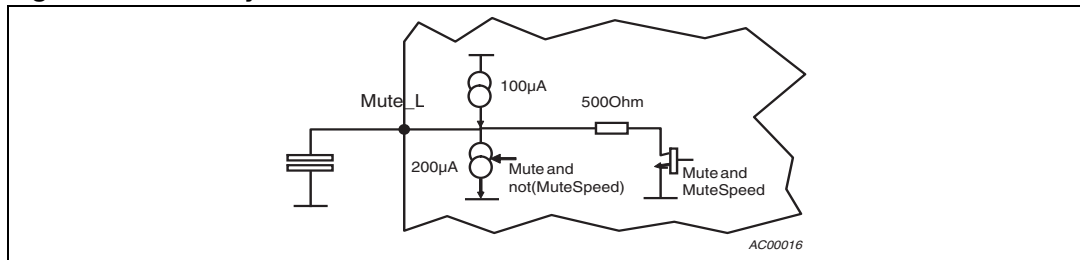 100µA
Mute_L
500Ohm
200µA
Mute and
not(MuteSpeed)
Mute and
MuteSpeed
AC00016